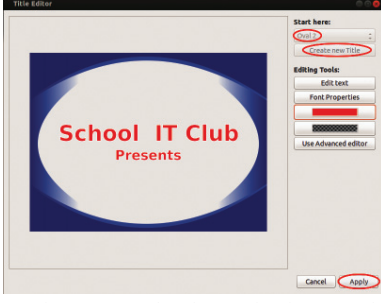 Title Editor
Start here:
Oval 2
Create new Title
Editing Tools:
Edit text
Font Properties
Use Advanced editor
School IT Club
Presents
Cancel
Apply